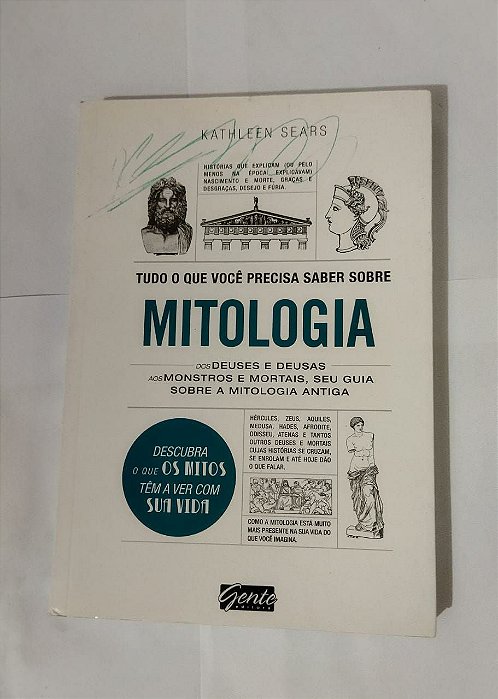 KATHLEEN SEARS
HISTÓRIAS QUE EXPLICAM (OU PELO
MENOS NA ÉPOCA EXPLICAVAM)
NASCIMENTO E MORTE, GRAÇAS E
DESGRAÇAS, DESEJO E FÚRIA.
TUDO O QUE VOCÊ PRECISA SABER SOBRE
MITOLOGIA
DOS DEUSES E DEUSAS
AOS MONSTROS E MORTAIS, SEU GUIA
SOBRE A MITOLOGIA ANTIGA
DESCUBRA
O QUE OS MITOS
TÊM A VER COM
SUA VIDA
HÉRCULES, ZEUS, AQUILES,
MEDUSA, HADES, AFRODITE,
ODISSEU, ATENAS E TANTOS
OUTROS DEUSES E MORTAIS
CUJAS HISTÓRIAS SE CRUZAM,
SE ENROLAM E ATÉ HOJE DÃO
O QUE FALAR.
COMO A MITOLOGIA ESTÁ MUITO
MAIS PRESENTE NA SUA VIDA DO
QUE VOCÊ IMAGINA.
Gente
editora